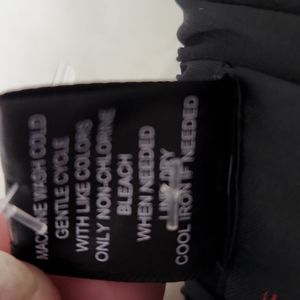 MACHINE WASH COLD
GENTLE CYCLE
WITH LIKE COLORS
ONLY NON-CHLORINE
BLEACH
WHEN NEEDED
LINE DRY
COOL IRON IF NEEDED